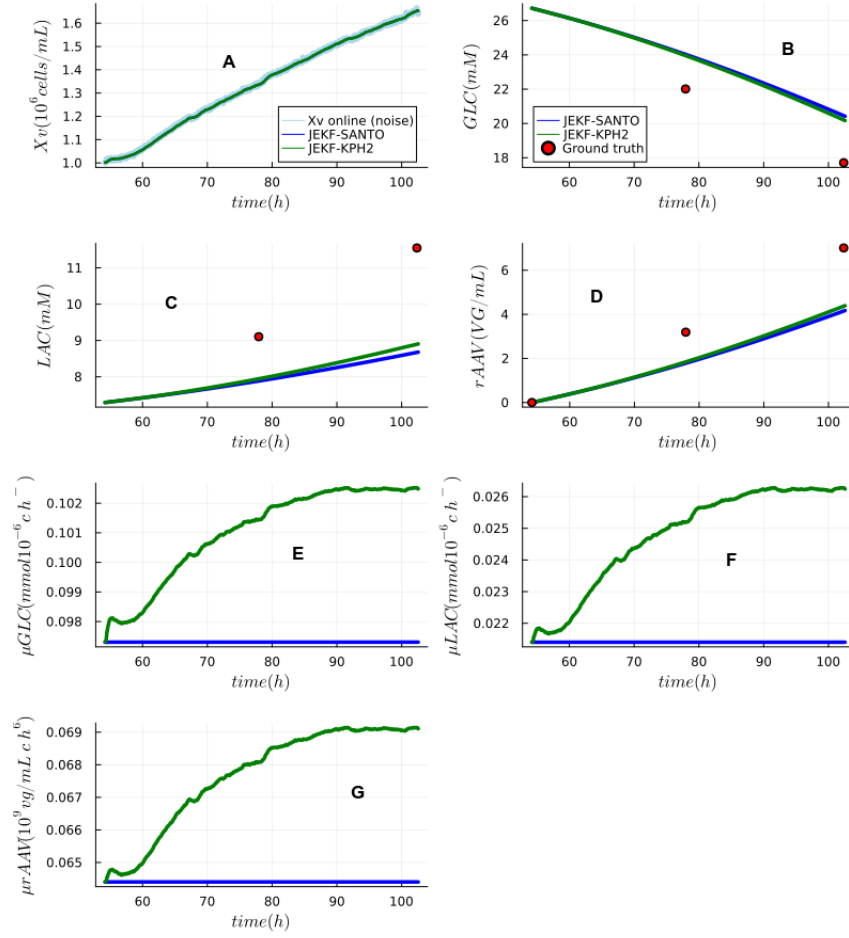 Xv(10^6 cells/mL)
1.6
1.5
1.4
1.3
1.2
1.1
1.0
A
Xv online (noise)
JEKF-SANTO
JEKF-KPH2
60 70 80 90 100
time(h)
GLC(mM)
26
24
22
20
18
B
JEKF-SANTO
JEKF-KPH2
Ground truth
60 70 80 90 100
time(h)
LAC(mM)
11
10
9
8
C
60 70 80 90 100
time(h)
rAAV(VG/mL)
6
4
2
0
D
60 70 80 90 100
time(h)
μGLC(mmol10^-6 c h^-
0.102
0.101
0.100
0.099
0.098
E
60 70 80 90 100
time(h)
μLAC(mmol10^-6 c h^-
0.026
0.025
0.024
0.023
0.022
F
60 70 80 90 100
time(h)
μrAAV(10^9 vg/mL c h^6)
0.069
0.068
0.067
0.066
0.065
G
60 70 80 90 100
time(h)